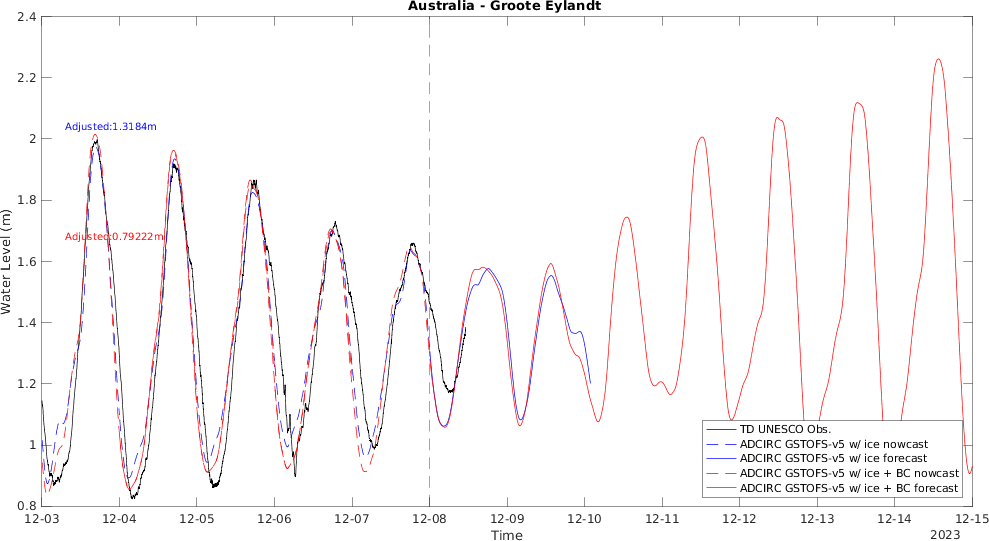 Australia - Groote Eylandt
2.4
2.2
2
1.8
1.6
1.4
1.2
1
0.8
Water Level (m)
Adjusted:1.3184m
Adjusted:0.79222m
TD UNESCO Obs.
ADCIRC GSTOFS-v5 w/ ice nowcast
ADCIRC GSTOFS-v5 w/ ice forecast
ADCIRC GSTOFS-v5 w/ ice + BC nowcast
ADCIRC GSTOFS-v5 w/ ice + BC forecast
12-03 12-04 12-05 12-06 12-07 12-08 12-09 12-10 12-11 12-12 12-13 12-14 12-15
Time
2023